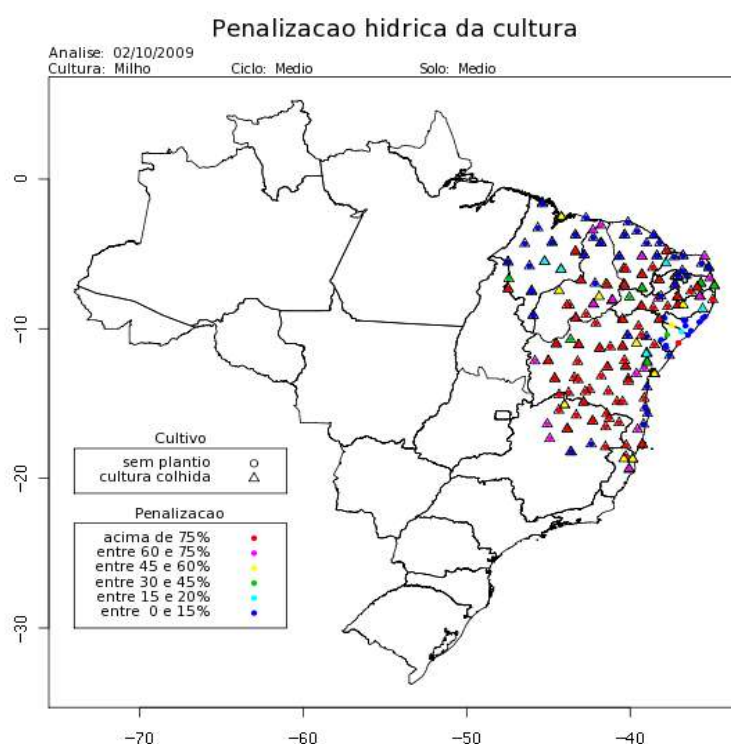 Penalizacao hidrica da cultura
Analise: 02/10/2009
Cultura: Milho Ciclo: Medio Solo: Medio
0
−10
−20
−30
Cultivo
sem plantio
cultura colhida
Penalizacao
acima de 75%
entre 60 e 75%
entre 45 e 60%
entre 30 e 45%
entre 15 e 20%
entre 0 e 15%
−70 −60 −50 −40